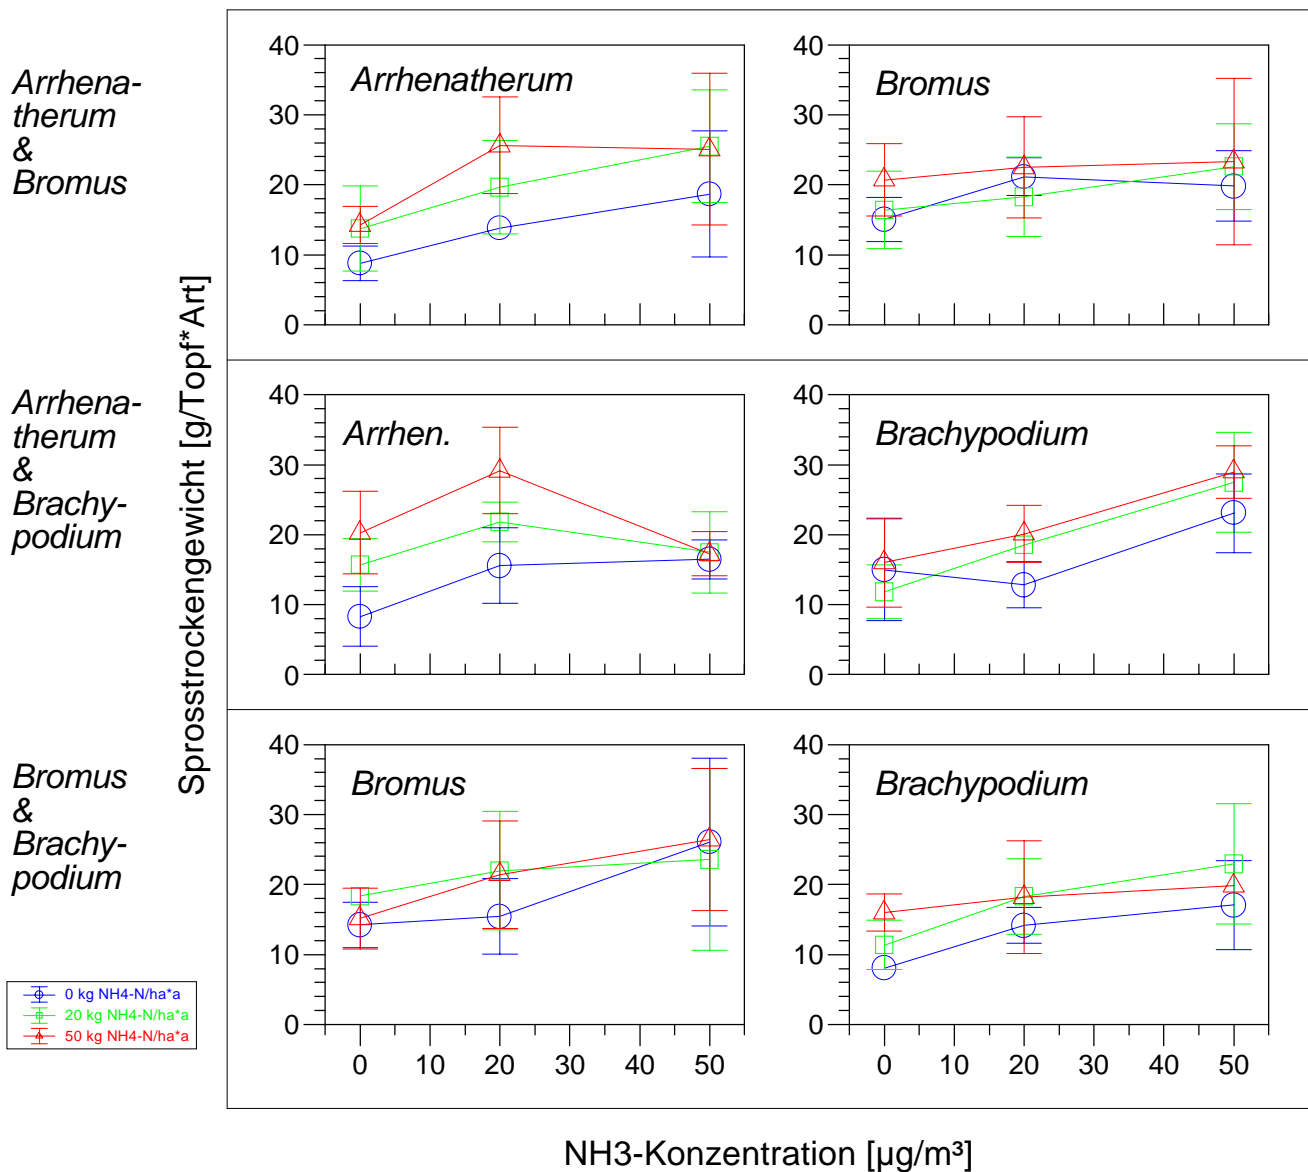 Arrhena-
therum
&
Bromus
Arrhena-
therum
&
Brachy-
podium
Bromus
&
Brachy-
podium
Sprosstrockengewicht [g/Topf*Art]
Arrhenatherum
40
30
20
10
0
Bromus
40
30
20
10
0
Arrhen.
40
30
20
10
0
Brachypodium
40
30
20
10
0
Bromus
40
30
20
10
0
0 10 20 30 40 50
Brachypodium
40
30
20
10
0
0 10 20 30 40 50
NH3-Konzentration [µg/m³]
0 kg NH4-N/ha*a
20 kg NH4-N/ha*a
50 kg NH4-N/ha*a